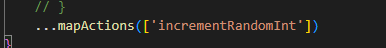 // }
...mapActions(['incrementRandomInt'])
}